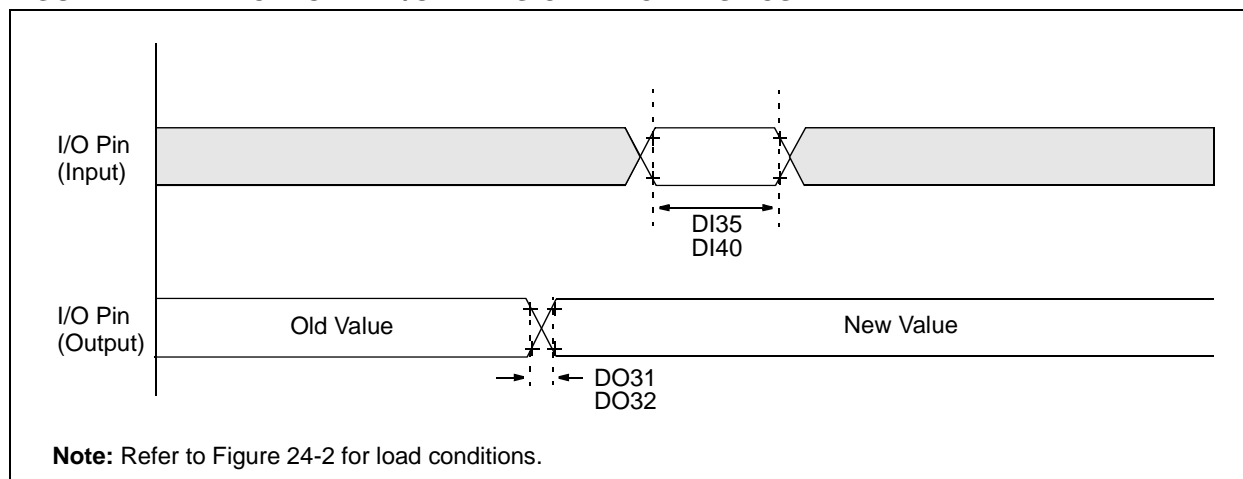 I/O Pin
(Input)
DI35
DI40
I/O Pin
(Output)
Old Value
New Value
DO31
DO32
Note: Refer to Figure 24-2 for load conditions.